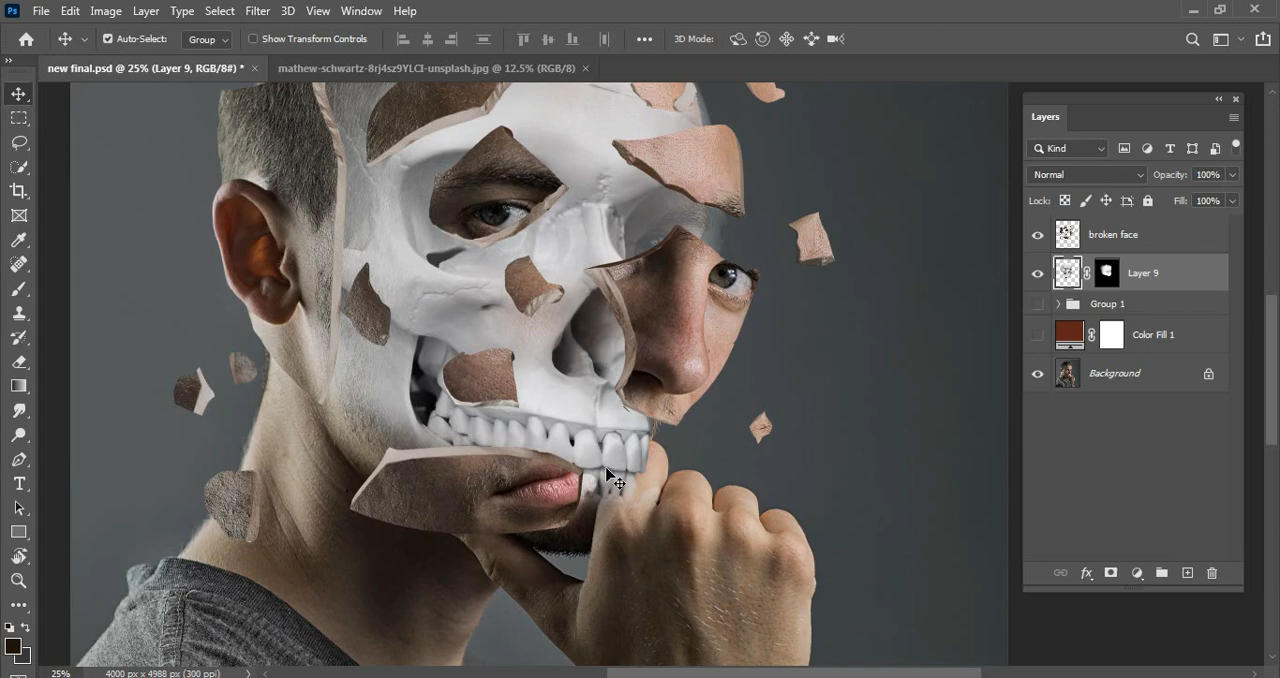 Ps File Edit Image Layer Type Select Filter 3D View Window Help
Auto-Select: Group Show Transform Controls 3D Mode:
new final.psd @ 25% (Layer 9, RGB/8#) * mathew-schwartz-8rj4sz9YLCI-unsplash.jpg @ 12.5% (RGB/8)
Layers
Kind
Normal Opacity: 100%
Lock: Fill: 100%
broken face
Layer 9
Group 1
Color Fill 1
Background
25% 4000 px x 4988 px (300 ppi)